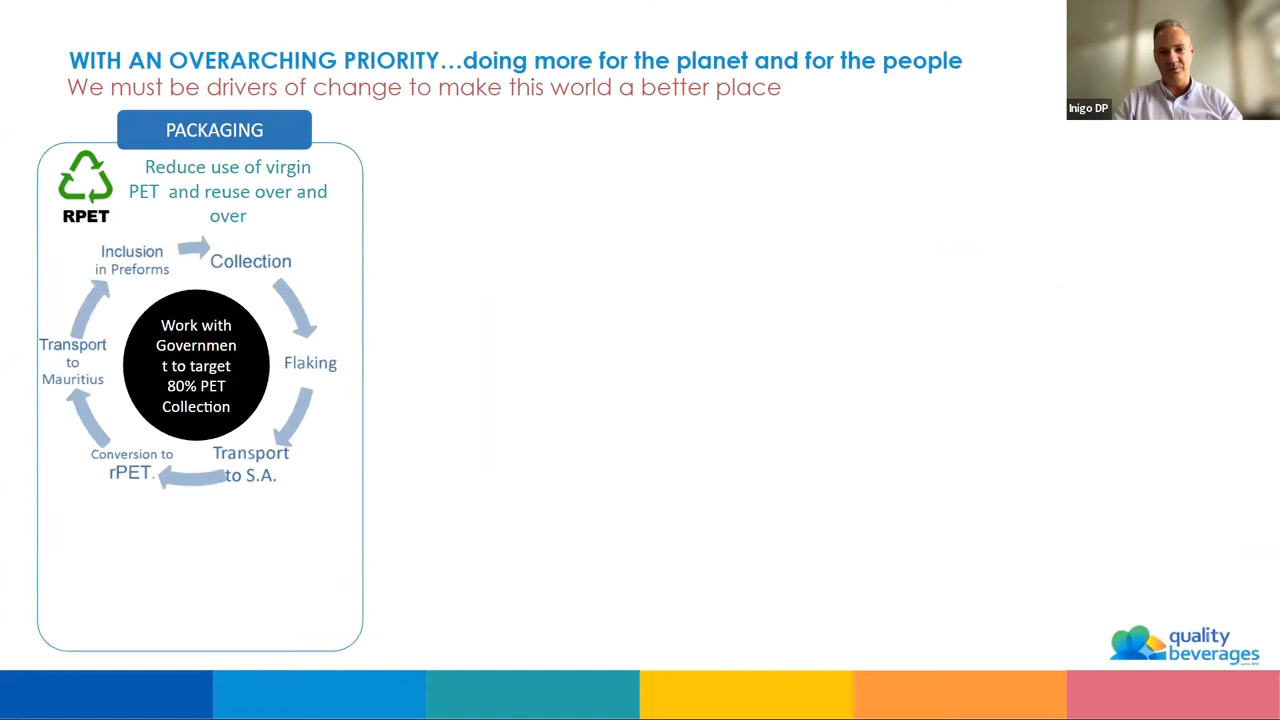 WITH AN OVERARCHING PRIORITY...doing more for the planet and for the people
We must be drivers of change to make this world a better place
Inigo DP
PACKAGING
RPET
Reduce use of virgin
PET and reuse over and
over
Inclusion
in Preforms
Collection
Flaking
Transport
to S.A.
Conversion to
rPET.
Transport
to
Mauritius
Work with
Governmen
t to target
80% PET
Collection
quality
beverages